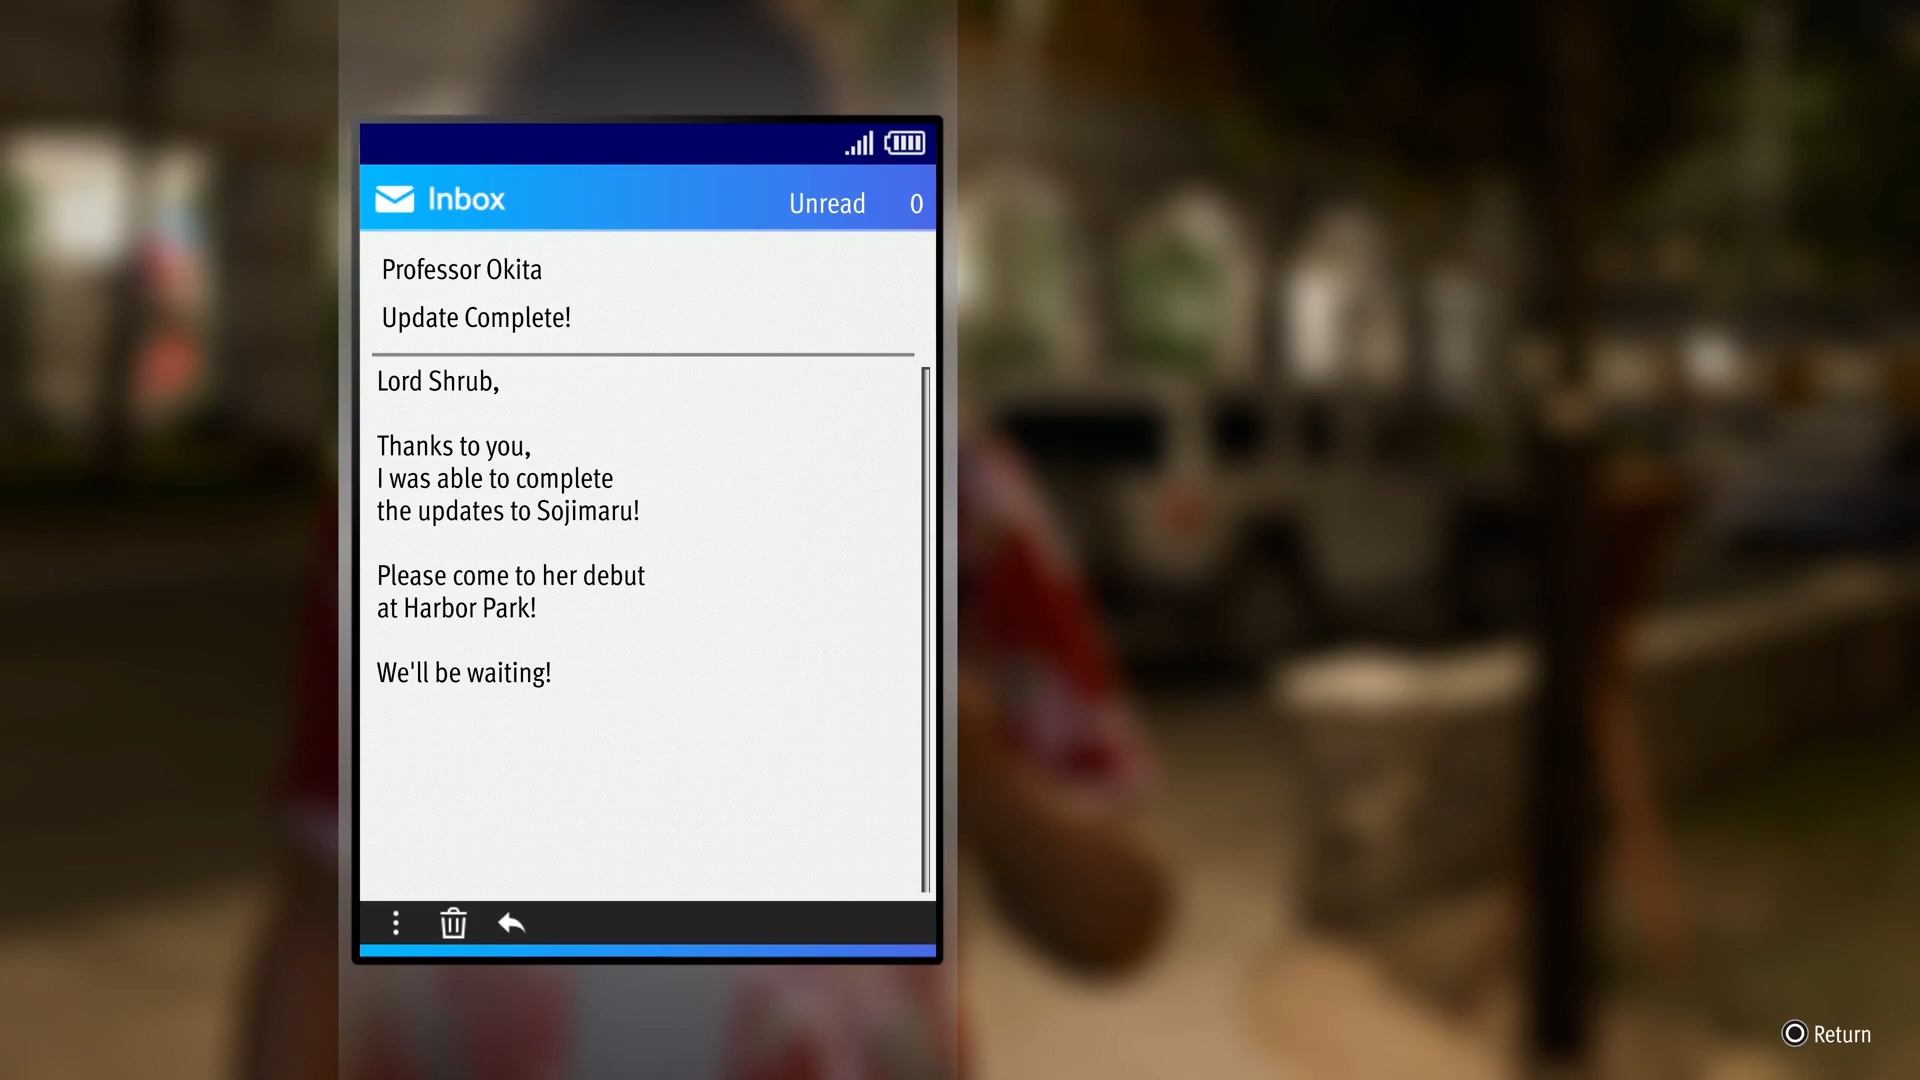 Inbox
Unread 0
Professor Okita
Update Complete!
Lord Shrub,
Thanks to you,
I was able to complete
the updates to Sojimaru!
Please come to her debut
at Harbor Park!
We'll be waiting!
Return